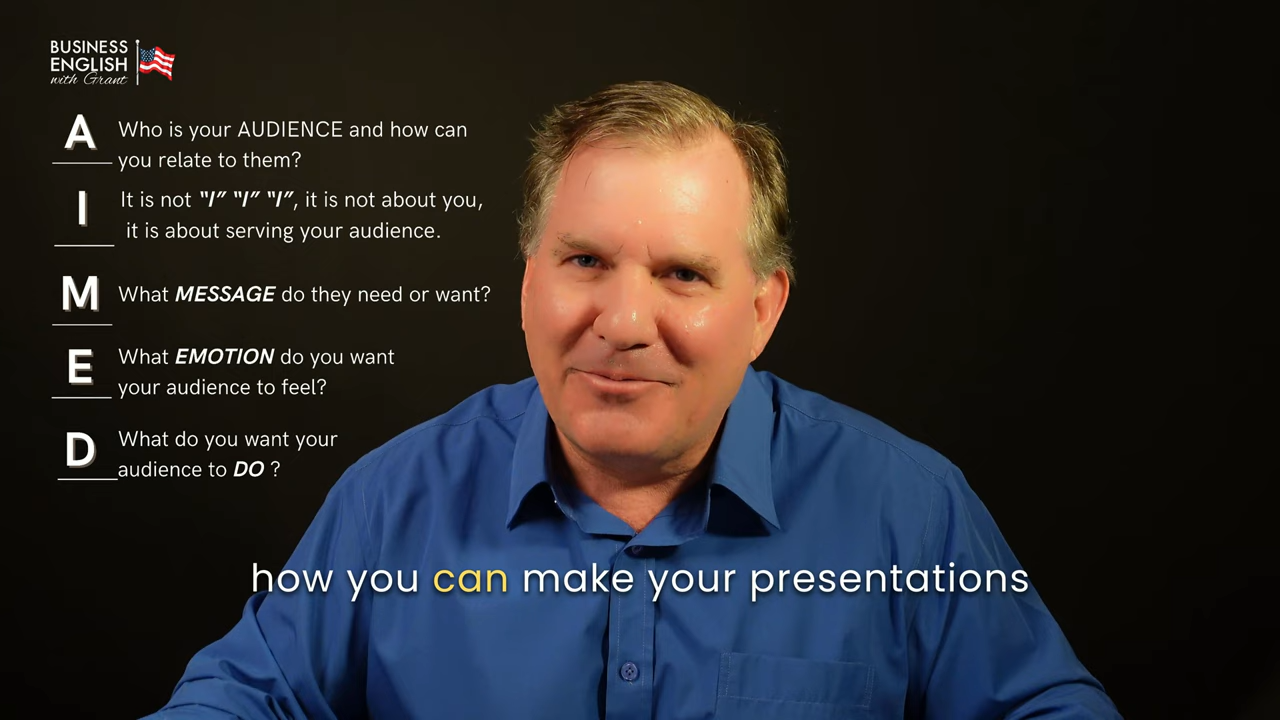 BUSINESS
ENGLISH
with Grant
A
Who is your AUDIENCE and how can
you relate to them?
I
It is not "I" "I" "I", it is not about you,
it is about serving your audience.
M
What MESSAGE do they need or want?
E
What EMOTION do you want
your audience to feel?
D
What do you want your
audience to DO ?
how you can make your presentations